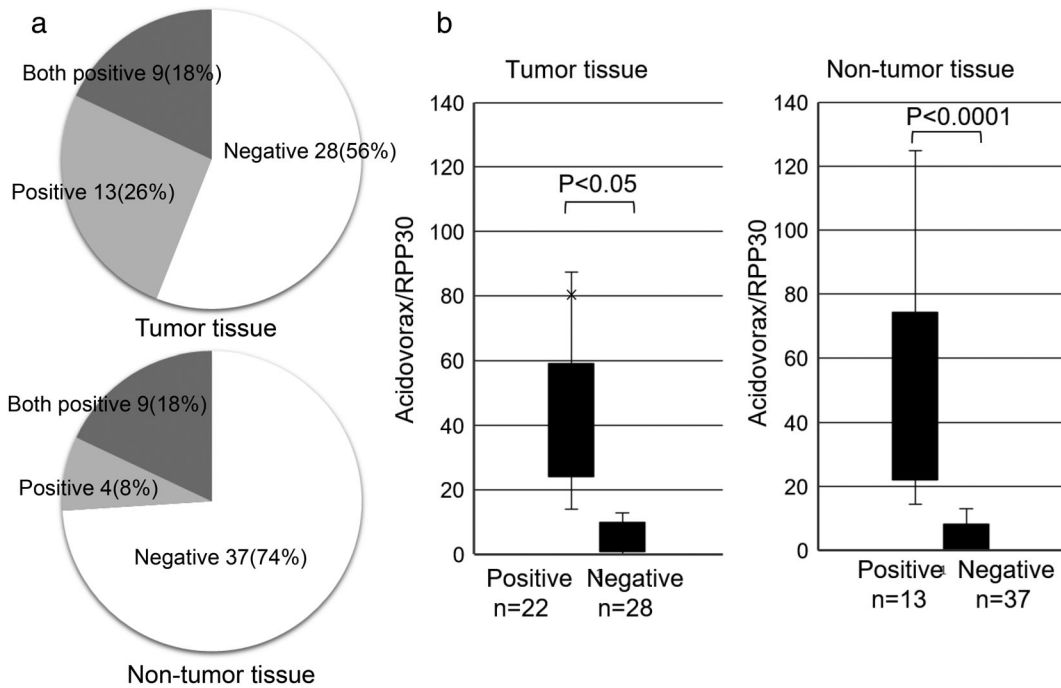 a
Both positive 9(18%)
Negative 28(56%)
Positive 13(26%)
Tumor tissue
Both positive 9(18%)
Positive 4(8%)
Negative 37(74%)
Non-tumor tissue
b
Tumor tissue
Acidovorax/RPP30
140
120
100
80
60
40
20
0
P<0.05
Positive Negative
n=22 n=28
Non-tumor tissue
Acidovorax/RPP30
140
120
100
80
60
40
20
0
P<0.0001
Positive Negative
n=13 n=37